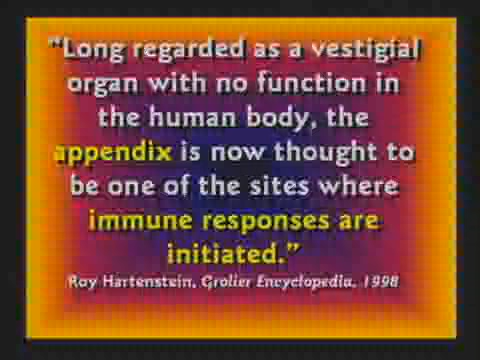 "Long regarded as a vestigial
organ with no function in
the human body, the
appendix is now thought to
be one of the sites where
immune responses are
initiated."
Roy Hartenstein, Grolier Encyclopedia, 1998